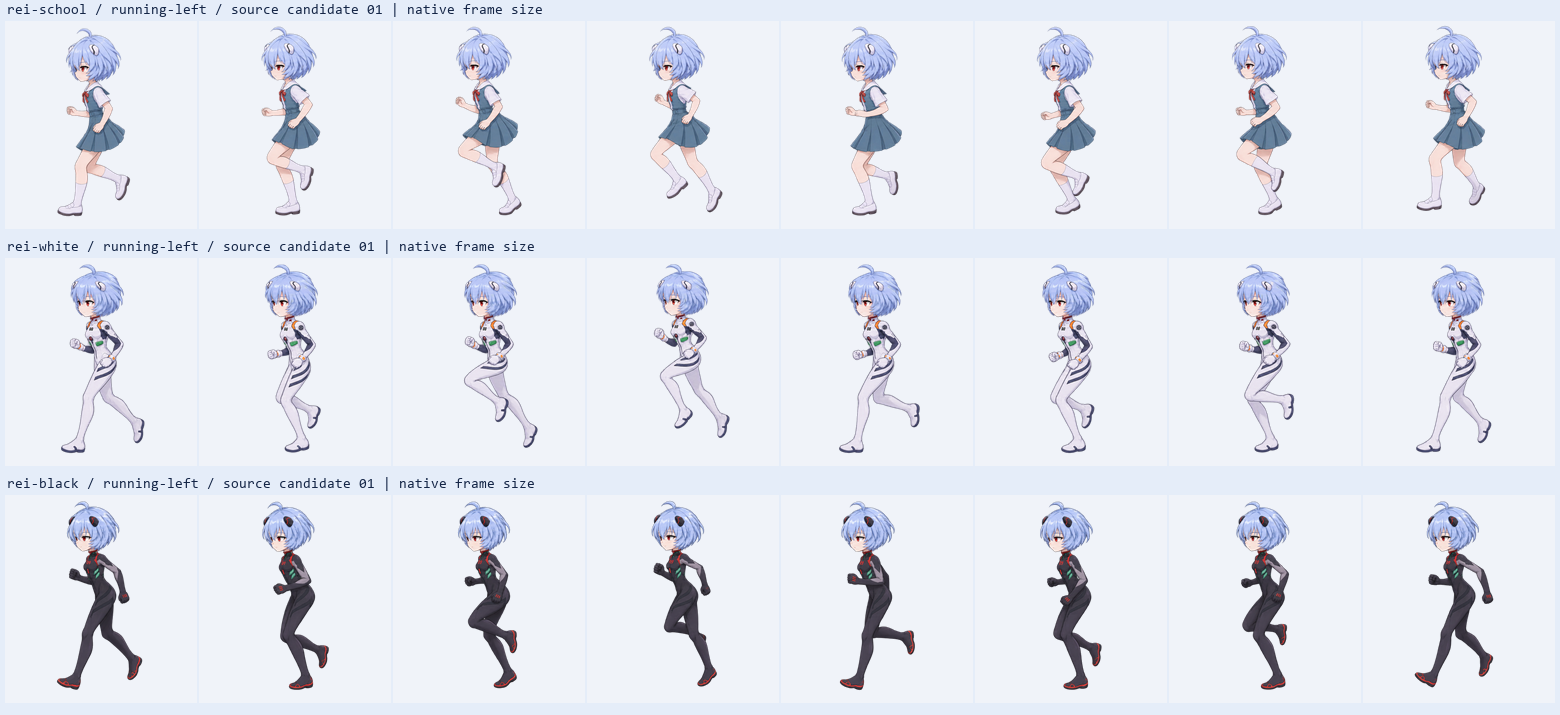 rei-school / running-left / source candidate 01 | native frame size
rei-white / running-left / source candidate 01 | native frame size
rei-black / running-left / source candidate 01 | native frame size